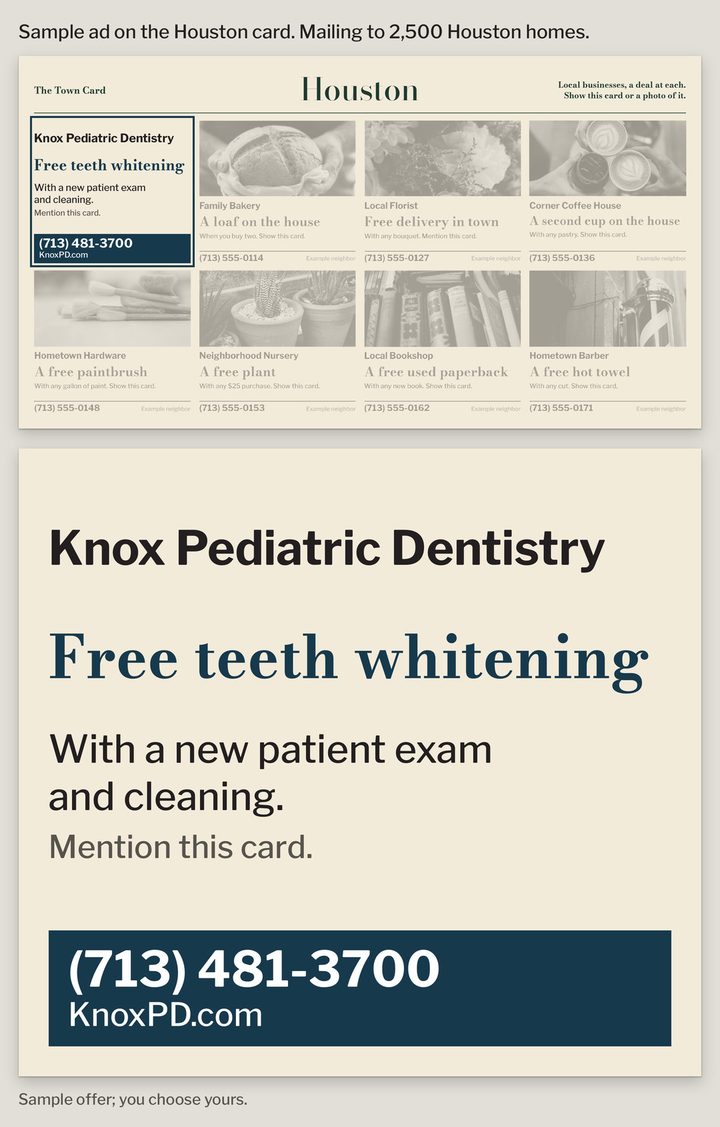 Sample ad on the Houston card. Mailing to 2,500 Houston homes.
The Town Card
Houston
Local businesses, a deal at each.
Show this card or a photo of it.
Knox Pediatric Dentistry
Free teeth whitening
With a new patient exam
and cleaning.
Mention this card.
(713) 481-3700
KnoxPD.com
Family Bakery
A loaf on the house
When you buy two. Show this card.
(713) 555-0114
Example neighbor
Local Florist
Free delivery in town
With any bouquet. Mention this card.
(713) 555-0127
Example neighbor
Corner Coffee House
A second cup on the house
With any pastry. Show this card.
(713) 555-0136
Example neighbor
Hometown Hardware
A free paintbrush
With any gallon of paint. Show this card.
(713) 555-0148
Example neighbor
Neighborhood Nursery
A free plant
With any $25 purchase. Show this card.
(713) 555-0153
Example neighbor
Local Bookshop
A free used paperback
With any new book. Show this card.
(713) 555-0162
Example neighbor
Hometown Barber
A free hot towel
With any cut. Show this card.
(713) 555-0171
Example neighbor
Knox Pediatric Dentistry
Free teeth whitening
With a new patient exam
and cleaning.
Mention this card.
(713) 481-3700
KnoxPD.com
Sample offer; you choose yours.